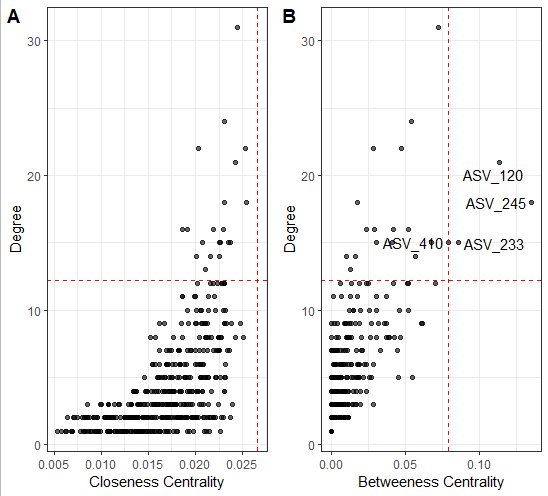 A
30
20
10
0
Degree
0.005 0.010 0.015 0.020 0.025
Closeness Centrality
B
30
20
10
0
Degree
ASV_120
ASV_245
ASV_410
ASV_233
0.00 0.05 0.10
Betweeness Centrality